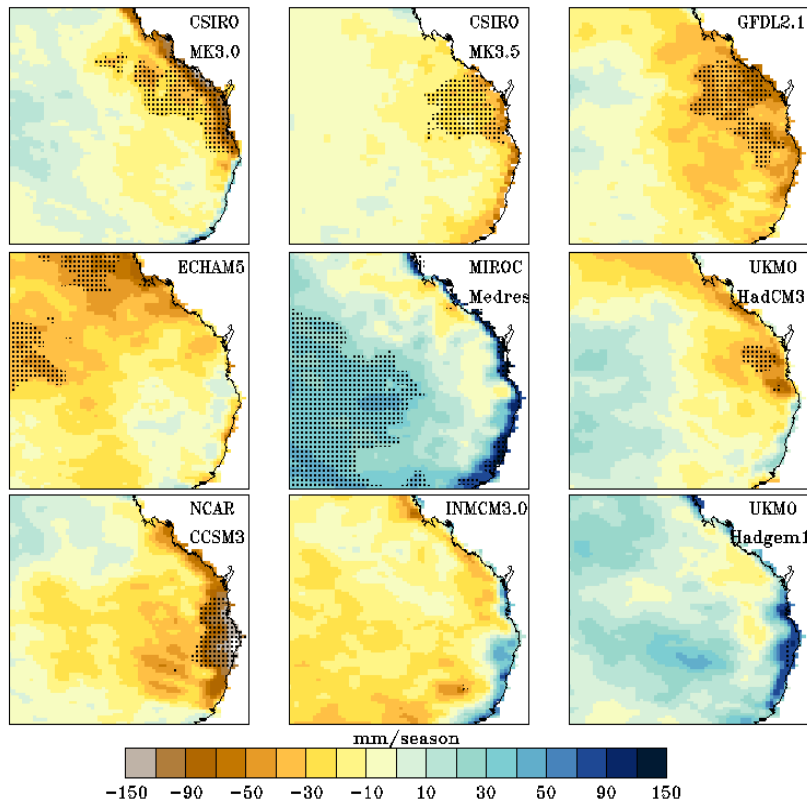 CSIRO
MK3.0
CSIRO
MK3.5
GFDL2.1
ECHAM5
MIROC
Medres
UKMO
HadCM3
NCAR
CCSM3
INMCM3.0
UKMO
Hadgem1
mm/season
−150 −90 −50 −30 −10 10 30 50 90 150